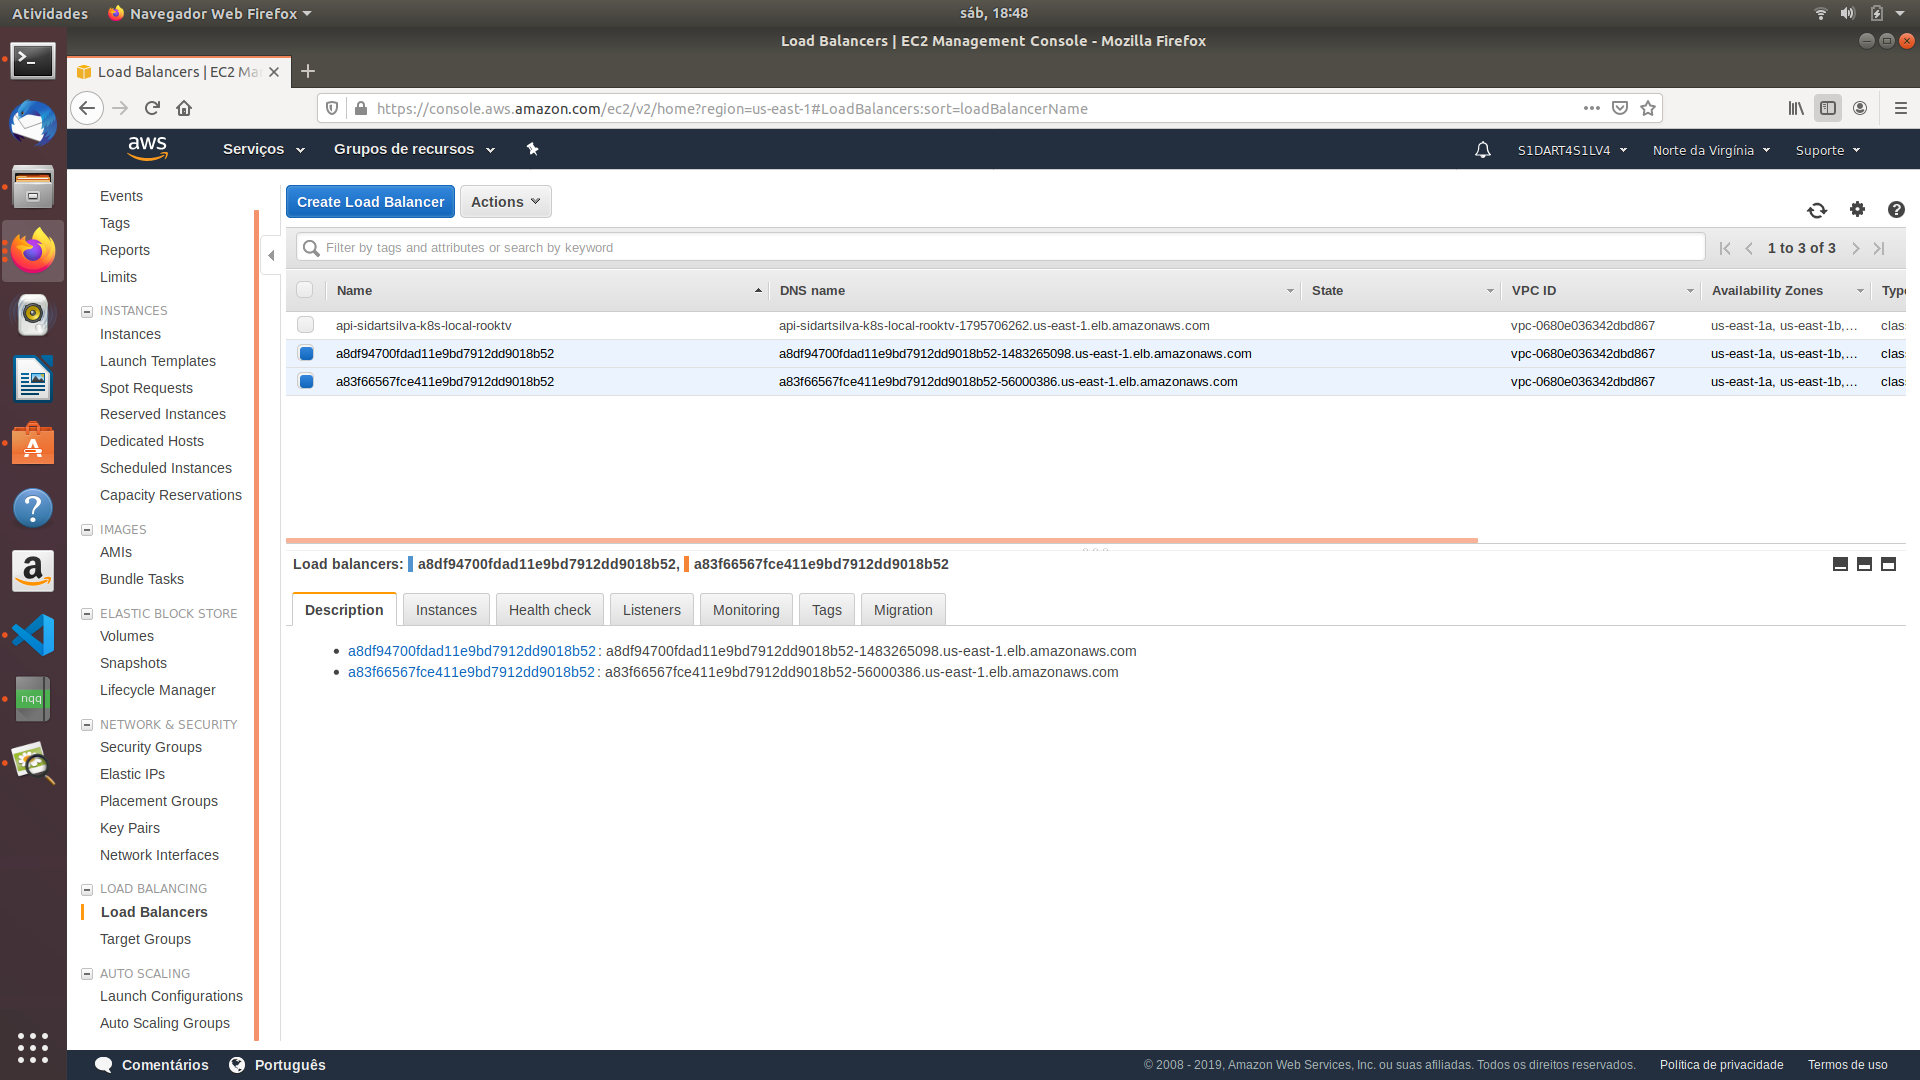 Atividades
Navegador Web Firefox
sáb, 18:48
Load Balancers | EC2 Management Console - Mozilla Firefox
Load Balancers | EC2 Ma
https://console.aws.amazon.com/ec2/v2/home?region=us-east-1#LoadBalancers:sort=loadBalancerName
aws
Serviços
Grupos de recursos
S1DART4S1LV4
Norte da Virgínia
Suporte
Events
Tags
Reports
Limits
INSTANCES
Instances
Launch Templates
Spot Requests
Reserved Instances
Dedicated Hosts
Scheduled Instances
Capacity Reservations
IMAGES
AMIs
Bundle Tasks
ELASTIC BLOCK STORE
Volumes
Snapshots
Lifecycle Manager
NETWORK & SECURITY
Security Groups
Elastic IPs
Placement Groups
Key Pairs
Network Interfaces
LOAD BALANCING
Load Balancers
Target Groups
AUTO SCALING
Launch Configurations
Auto Scaling Groups
Create Load Balancer
Actions
Filter by tags and attributes or search by keyword
1 to 3 of 3
Name DNS name State VPC ID Availability Zones Type
api-sidartsilva-k8s-local-rooktv api-sidartsilva-k8s-local-rooktv-1795706262.us-east-1.elb.amazonaws.com vpc-0680e036342dbd867 us-east-1a, us-east-1b,... clas
a8df94700fdad11e9bd7912dd9018b52 a8df94700fdad11e9bd7912dd9018b52-1483265098.us-east-1.elb.amazonaws.com vpc-0680e036342dbd867 us-east-1a, us-east-1b,... clas
a83f66567fce411e9bd7912dd9018b52 a83f66567fce411e9bd7912dd9018b52-56000386.us-east-1.elb.amazonaws.com vpc-0680e036342dbd867 us-east-1a, us-east-1b,... clas
Load balancers: a8df94700fdad11e9bd7912dd9018b52, a83f66567fce411e9bd7912dd9018b52
Description Instances Health check Listeners Monitoring Tags Migration
• a8df94700fdad11e9bd7912dd9018b52: a8df94700fdad11e9bd7912dd9018b52-1483265098.us-east-1.elb.amazonaws.com
• a83f66567fce411e9bd7912dd9018b52: a83f66567fce411e9bd7912dd9018b52-56000386.us-east-1.elb.amazonaws.com
nqq
Comentários
Português
© 2008 - 2019, Amazon Web Services, Inc. ou suas afiliadas. Todos os direitos reservados.
Política de privacidade
Termos de uso